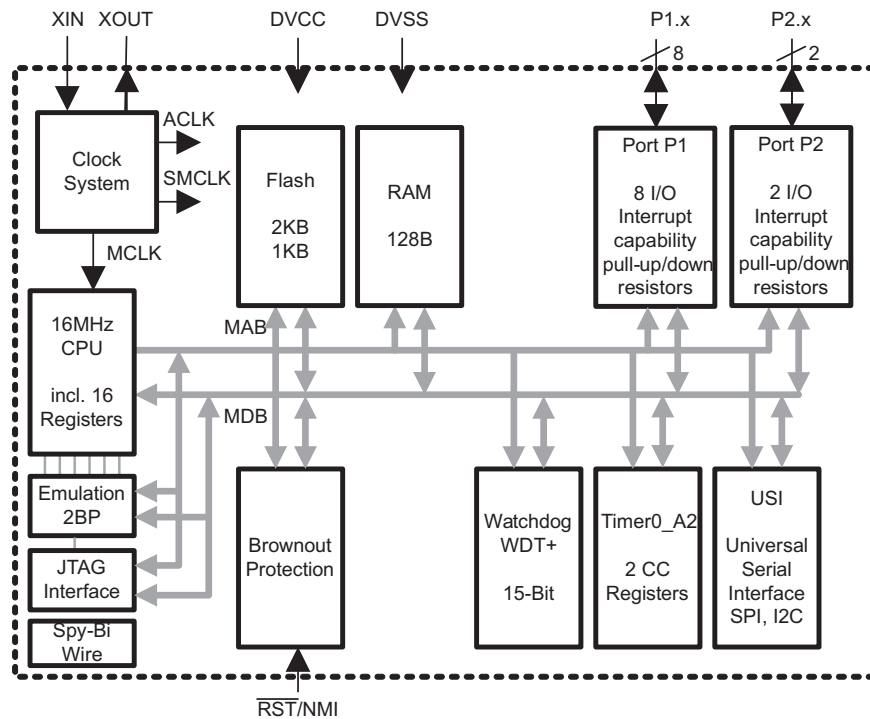 XIN XOUT DVCC DVSS P1.x P2.x
8 2
ACLK
Clock
System
SMCLK
MCLK
Flash
2KB
1KB
RAM
128B
Port P1
8 I/O
Interrupt
capability
pull-up/down
resistors
Port P2
2 I/O
Interrupt
capability
pull-up/down
resistors
16MHz
CPU
incl. 16
Registers
MAB
MDB
Emulation
2BP
JTAG
Interface
Spy-Bi
Wire
Brownout
Protection
Watchdog
WDT+
15-Bit
Timer0_A2
2 CC
Registers
USI
Universal
Serial
Interface
SPI, I2C
RST/NMI